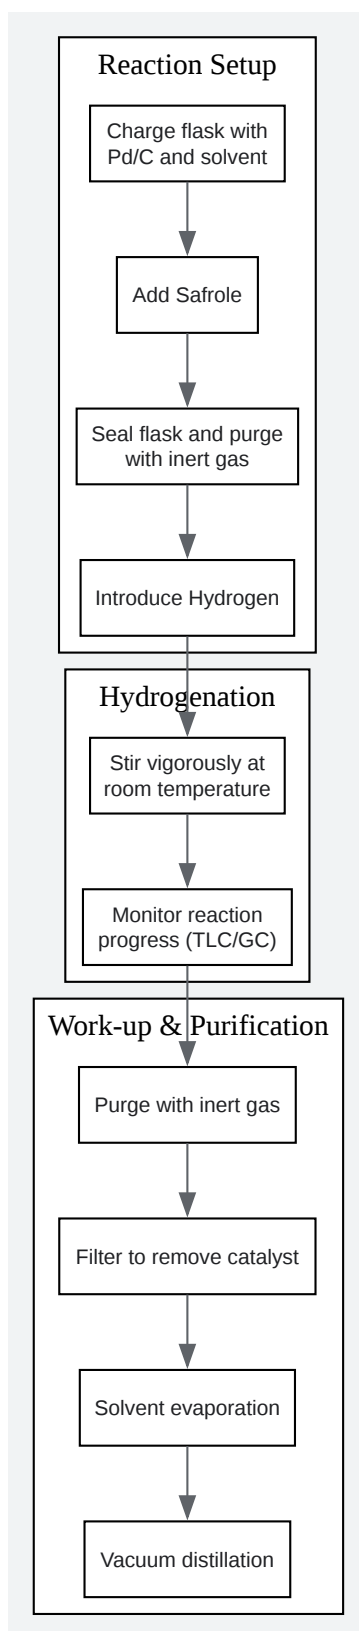 Reaction Setup
Charge flask with
Pd/C and solvent
Add Safrole
Seal flask and purge
with inert gas
Introduce Hydrogen
Hydrogenation
Stir vigorously at
room temperature
Monitor reaction
progress (TLC/GC)
Work-up & Purification
Purge with inert gas
Filter to remove catalyst
Solvent evaporation
Vacuum distillation